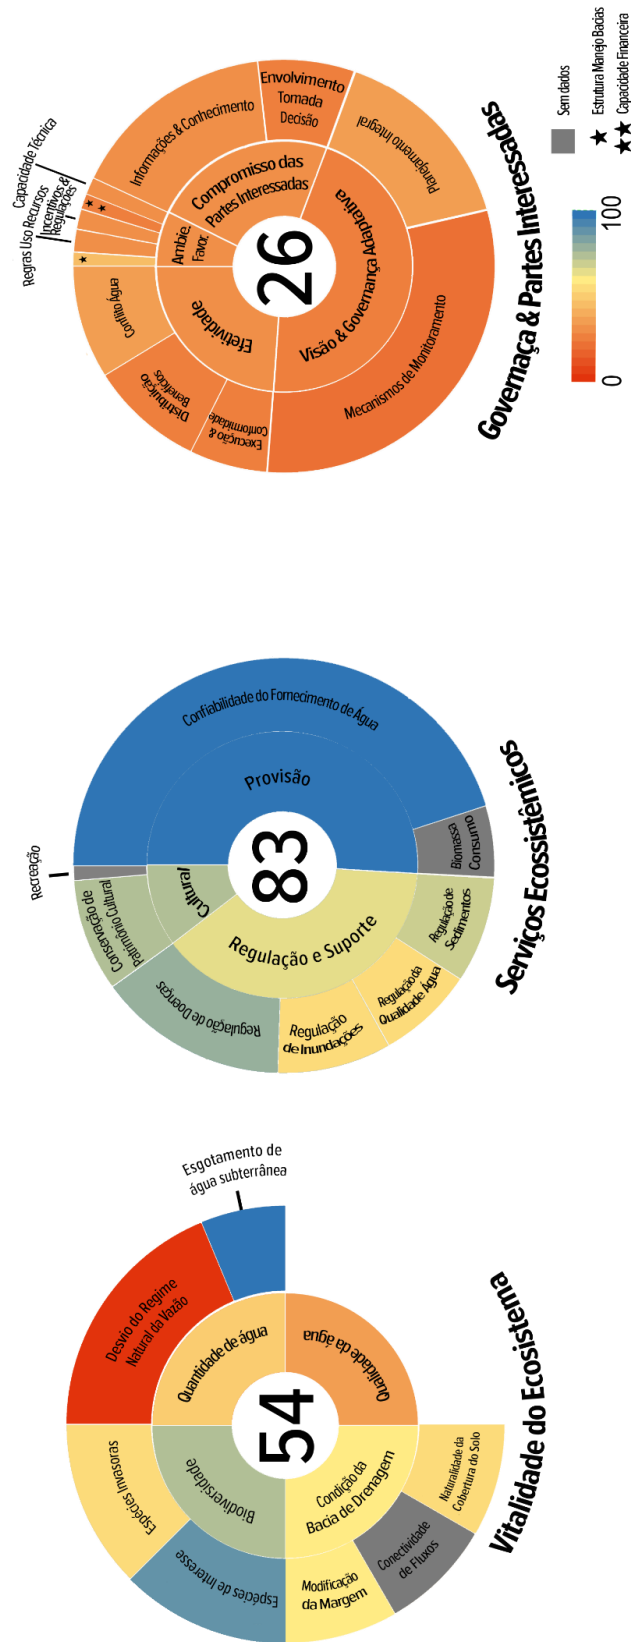 Esgotamento de
água subterrânea
Desvio do Regime
Natural da Vazão
Quantidade de água
Qualidade da água
Espécies Invasoras
Biodiversidade
Espécies de Interesse
Condição da
Bacia de Drenagem
Naturalidade da
Cobertura do Solo
Conectividade
de Fluxos
Modificação
da Margem
54
Vitalidade do Ecosistema
Recreação
Conservação de
Patrimônio Cultural
Cultural
Confiabilidade do Fornecimento de Água
Provisão
83
Regulação e Suporte
Regulação de Doenças
Regulação
de Inundações
Regulação da
Qualidade Água
Regulação de
Sedimentos
Biomassa
Consumo
Serviços Ecossistêmicos
Regras Uso Recursos
Incentivos &
Regulações
Capacidade Técnica
Informações & Conhecimento
Envolvimento
Tomada
Decisão
Compromisso das
Partes Interessadas
Ambie.
Favor.
★
★★
26
Efetividade
Conflito Água
Distribuição
Benefícios
Execução &
Conformidade
Visão & Governança Adaptativa
Planejamento Integral
Mecanismos de Monitoramento
Governaça & Partes Interessadas
0
100
Sem dados
★ Estrutura Manejo Bacias
★★ Capacidade Financeira